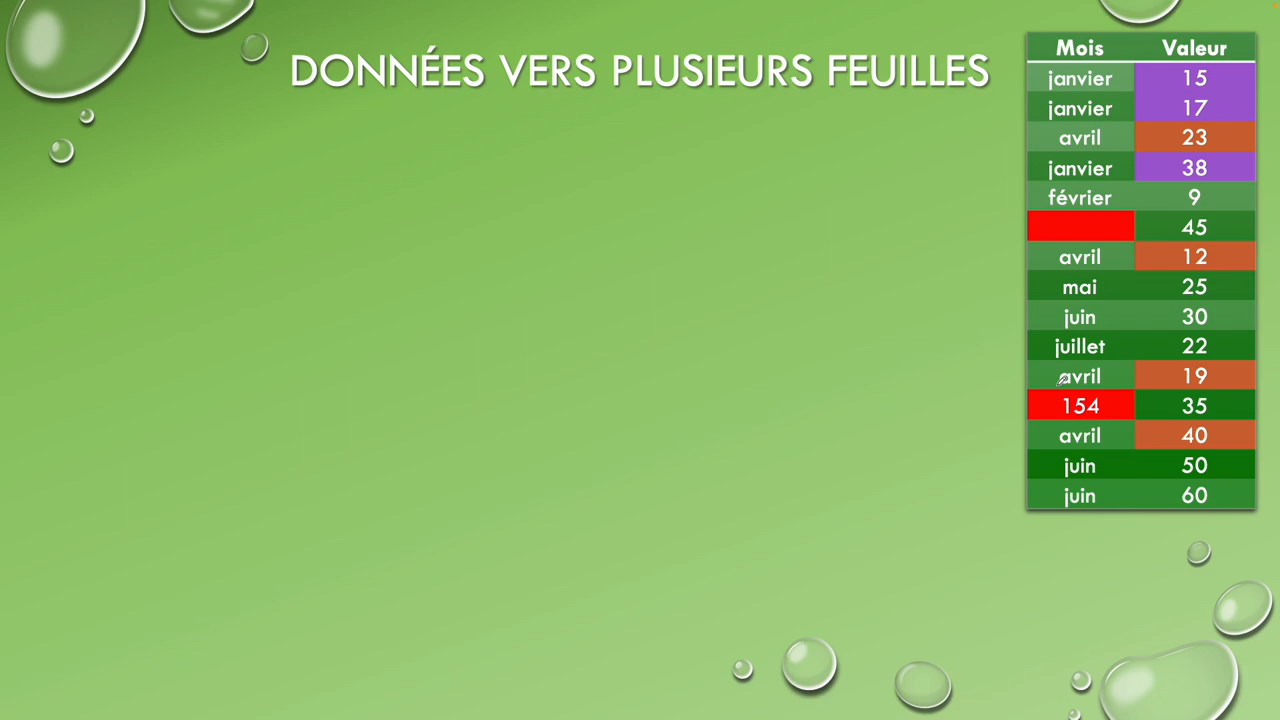 DONNÉES VERS PLUSIEURS FEUILLES
Mois Valeur
janvier 15
janvier 17
avril 23
janvier 38
février 9
45
avril 12
mai 25
juin 30
juillet 22
avril 19
154 35
avril 40
juin 50
juin 60